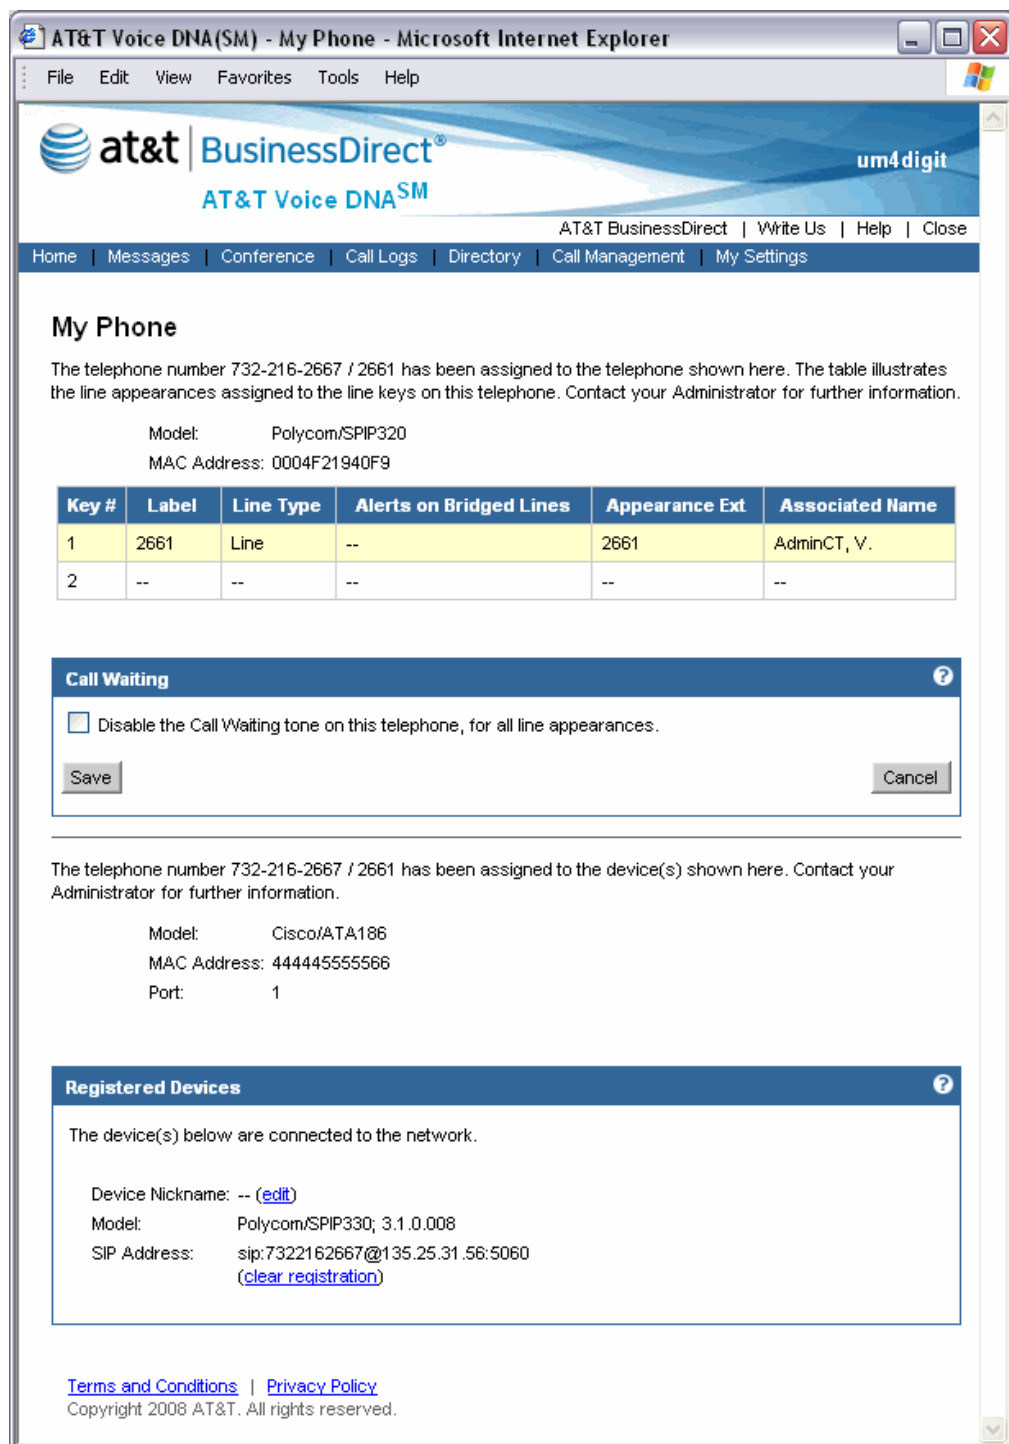 AT&T Voice DNA(SM) - My Phone - Microsoft Internet Explorer
File Edit View Favorites Tools Help
at&t | BusinessDirect®
um4digit
AT&T Voice DNA℠
AT&T BusinessDirect | Write Us | Help | Close
Home | Messages | Conference | Call Logs | Directory | Call Management | My Settings
My Phone
The telephone number 732-216-2667 / 2661 has been assigned to the telephone shown here. The table illustrates
the line appearances assigned to the line keys on this telephone. Contact your Administrator for further information.
Model: Polycom/SPIP320
MAC Address: 0004F21940F9
Key # Label Line Type Alerts on Bridged Lines Appearance Ext Associated Name
1 2661 Line -- 2661 AdminCT, V.
2 -- -- -- -- --
Call Waiting ?
Disable the Call Waiting tone on this telephone, for all line appearances.
Save Cancel
The telephone number 732-216-2667 / 2661 has been assigned to the device(s) shown here. Contact your
Administrator for further information.
Model: Cisco/ATA186
MAC Address: 444445555566
Port: 1
Registered Devices ?
The device(s) below are connected to the network.
Device Nickname: -- (edit)
Model: Polycom/SPIP330; 3.1.0.008
SIP Address: sip:7322162667@135.25.31.56:5060
(clear registration)
Terms and Conditions | Privacy Policy
Copyright 2008 AT&T. All rights reserved.